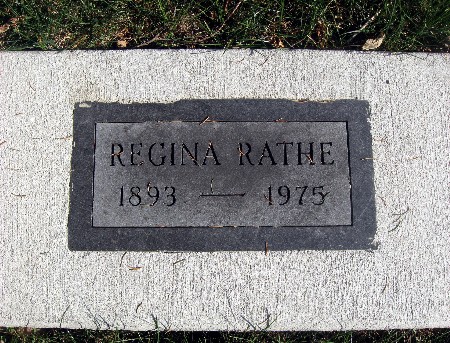 REGINA RATHE
1893 — 1975